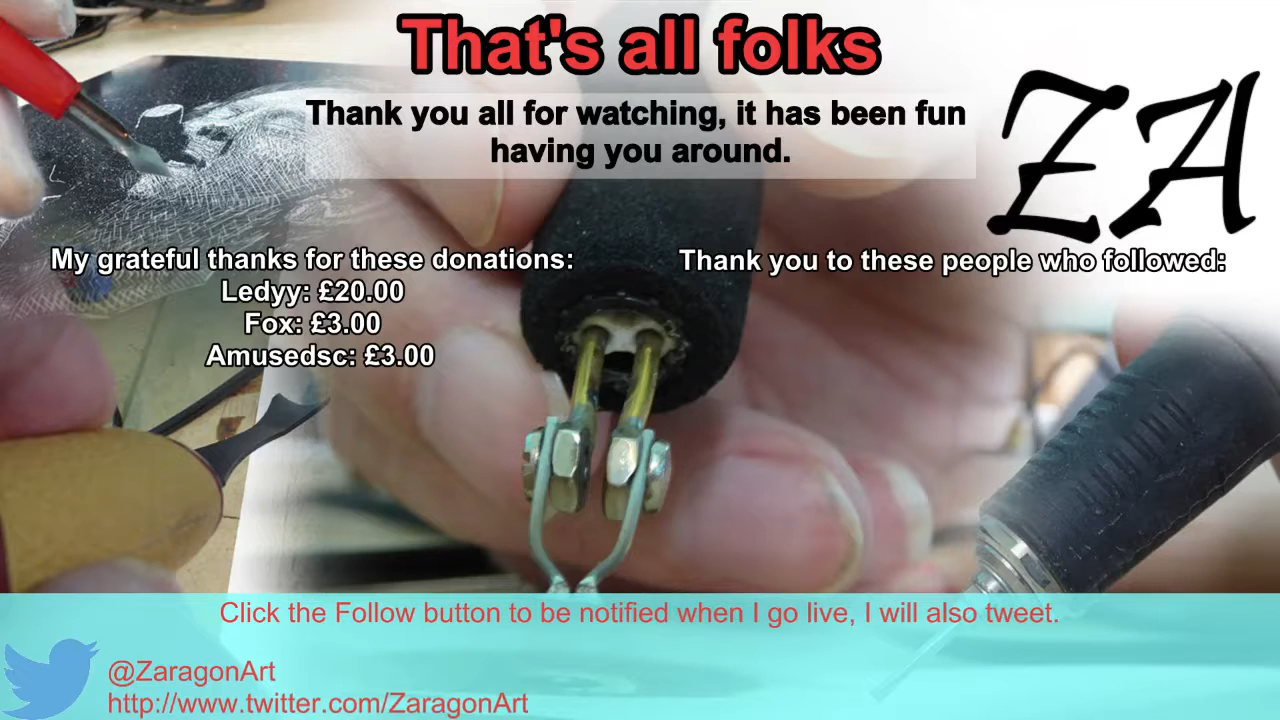 That's all folks
Thank you all for watching, it has been fun
having you around.
ZA
My grateful thanks for these donations:
Ledyy: £20.00
Fox: £3.00
Amusedsc: £3.00
Thank you to these people who followed:
Click the Follow button to be notified when I go live, I will also tweet.
@ZaragonArt
http://www.twitter.com/ZaragonArt